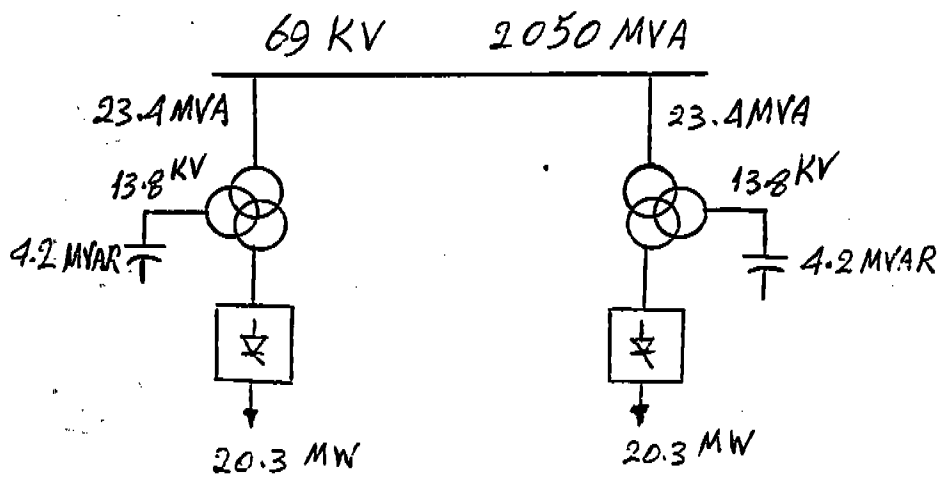 69 KV 2050 MVA
23.4 MVA 23.4 MVA
13.8 KV 13.8 KV
4.2 MVAR 4.2 MVAR
20.3 MW 20.3 MW